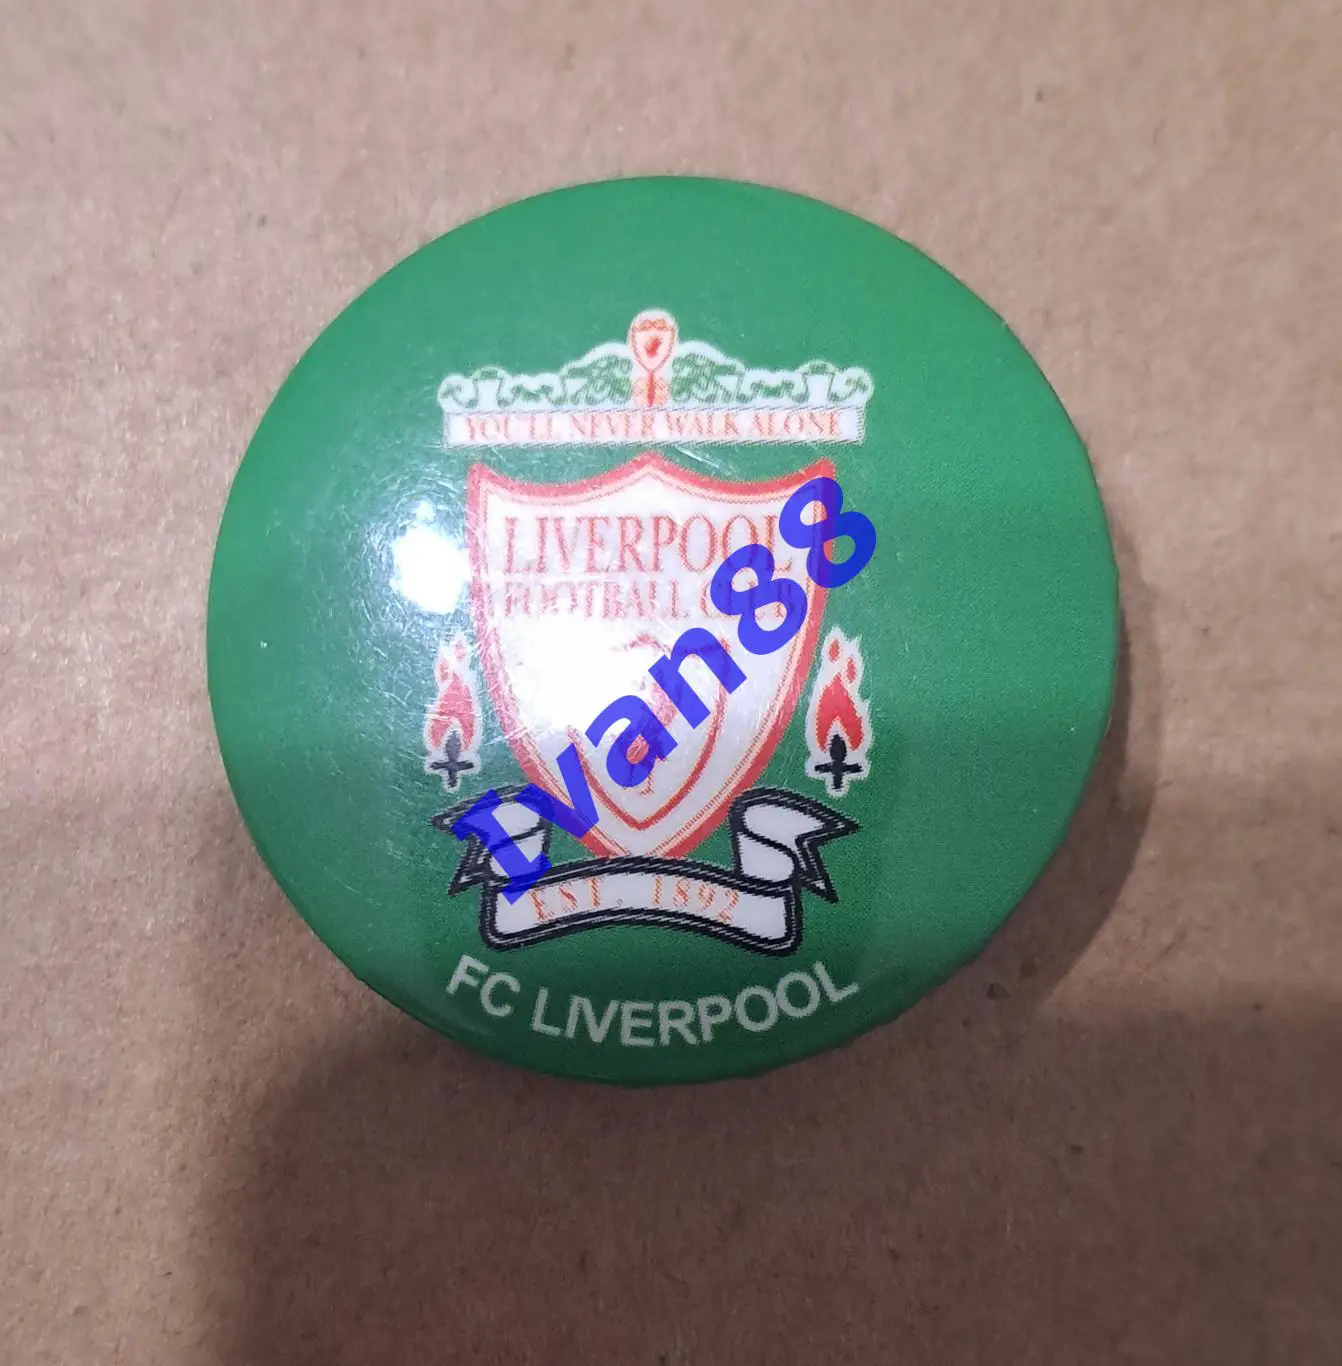 YOU'LL NEVER WALK ALONE
LIVERPOOL
FOOTBALL CLUB
EST. 1892
FC LIVERPOOL
Ivan88